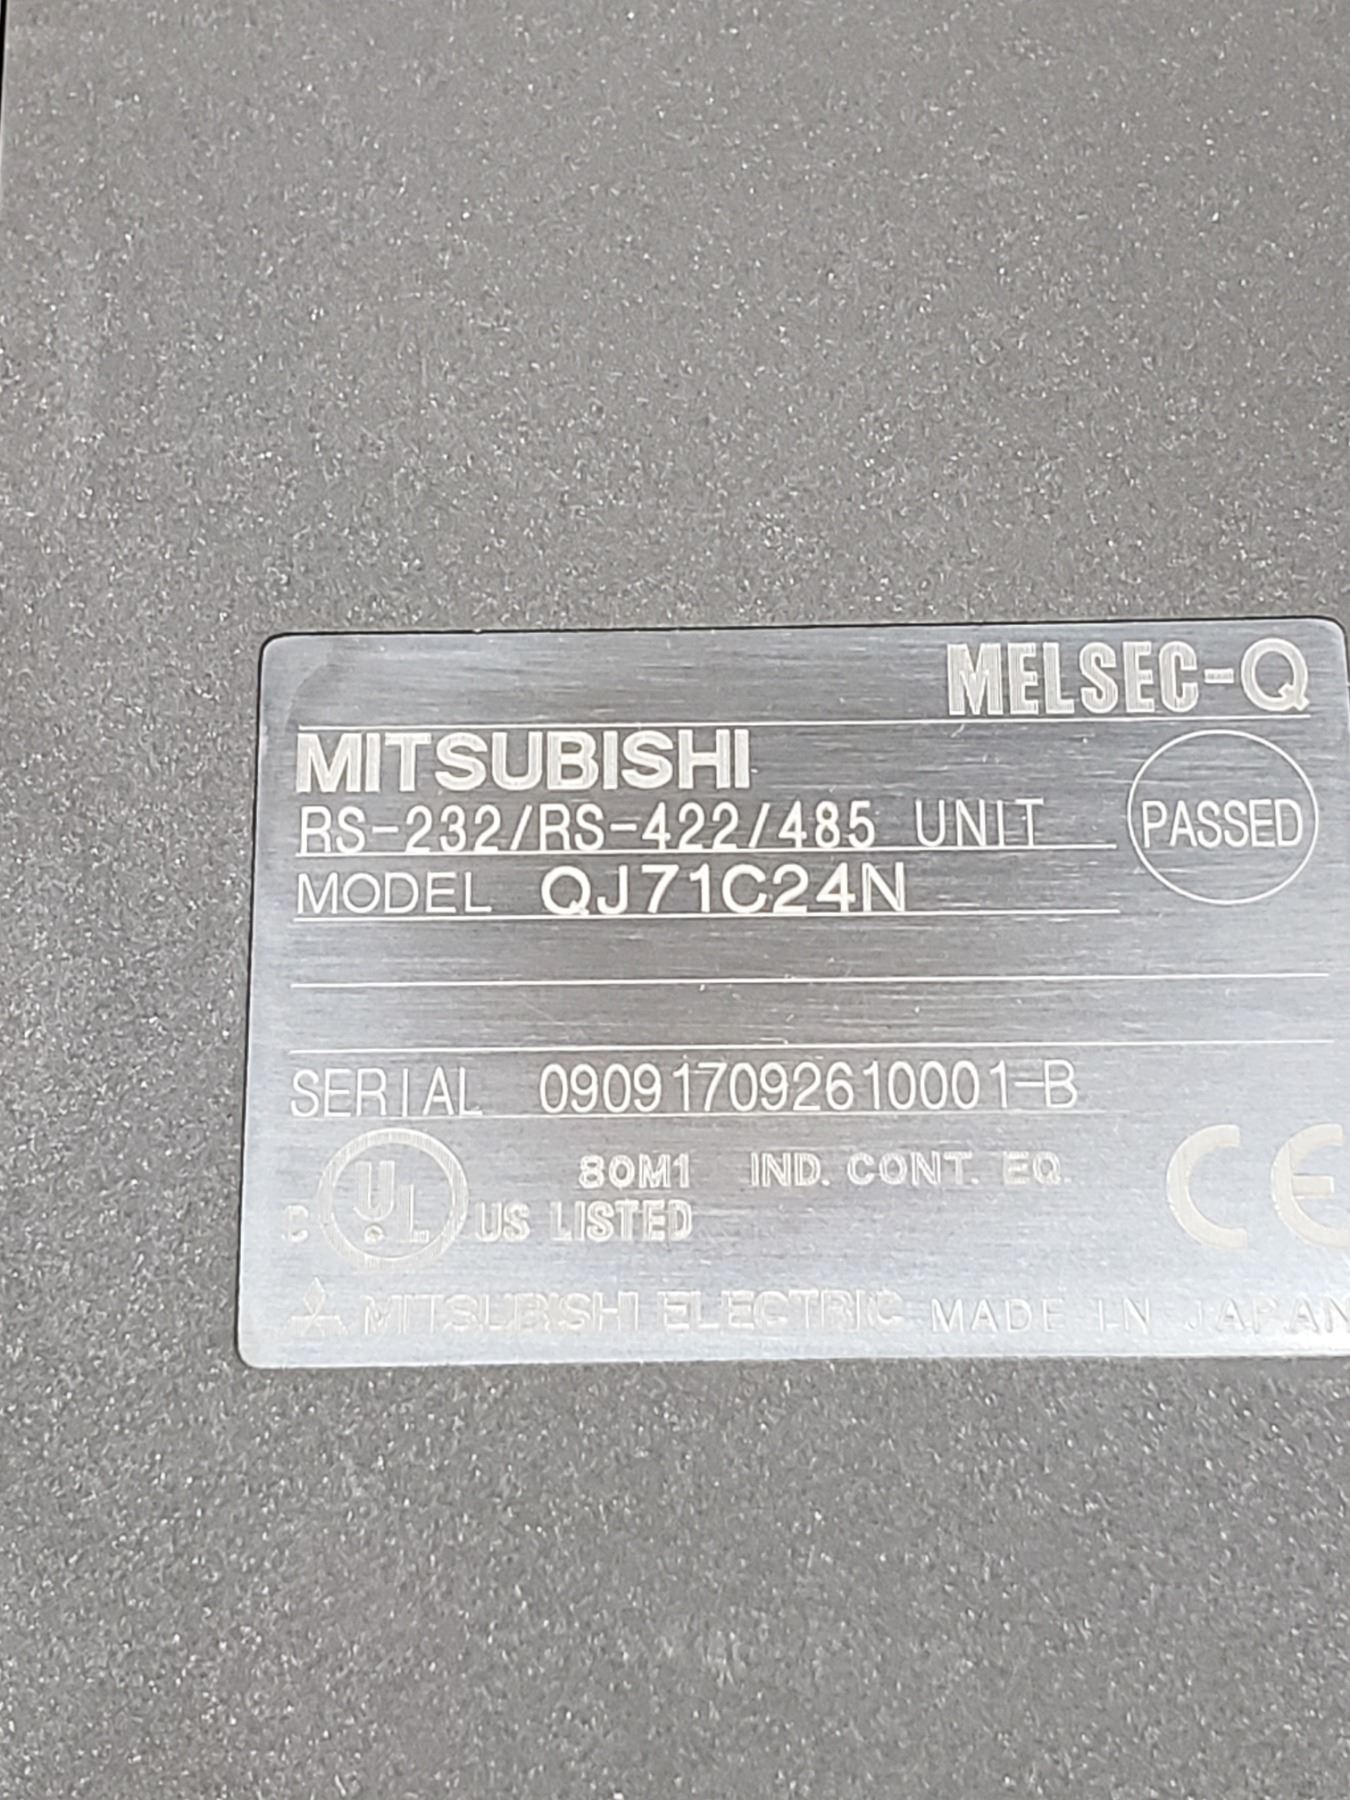 MELSEC-Q
MITSUBISHI
RS-232/RS-422/485 UNIT
PASSED
MODEL QJ71C24N
SERIAL 090917092610001-B
80M1 IND. CONT. EQ.
C UL US LISTED
CE
MITSUBISHI ELECTRIC MADE IN JAPAN